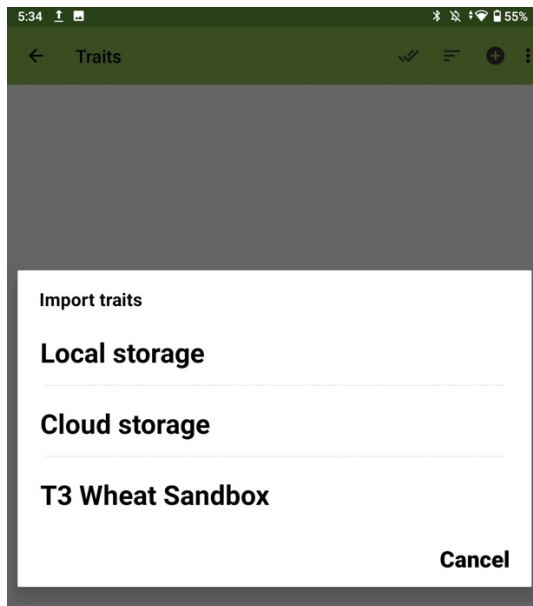 5:34 55%
Traits
Import traits
Local storage
Cloud storage
T3 Wheat Sandbox
Cancel